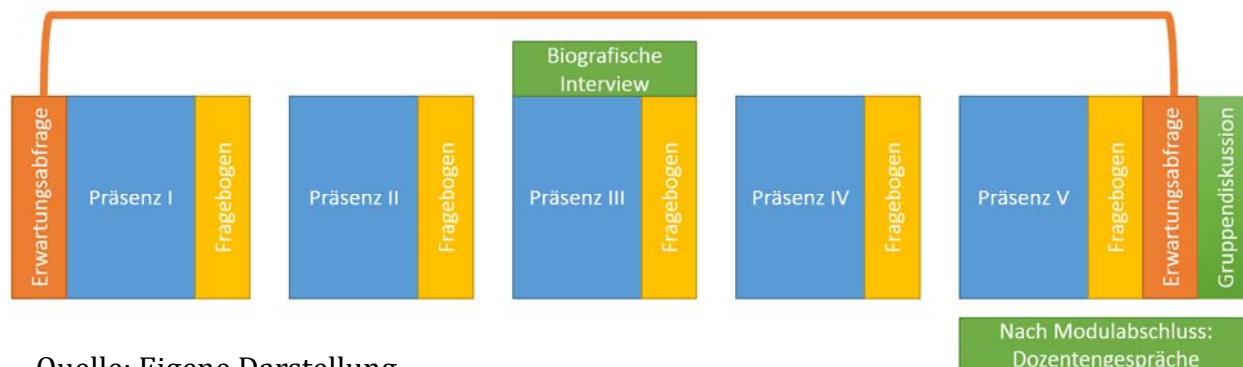 Biografische
Interview
Erwartungsabfrage
Präsenz I
Fragebogen
Präsenz II
Fragebogen
Präsenz III
Fragebogen
Präsenz IV
Fragebogen
Präsenz V
Fragebogen
Erwartungsabfrage
Gruppendiskussion
Nach Modulabschluss:
Dozentengespräche
Quelle: Eigene Darstellung